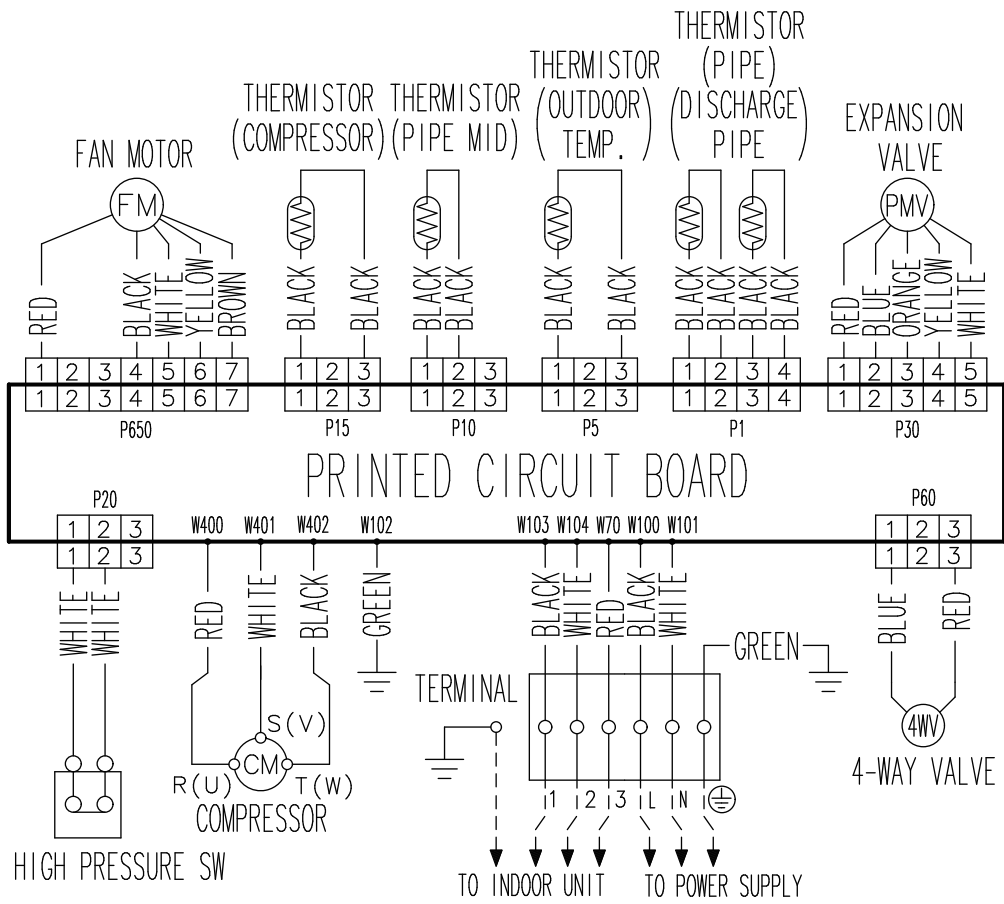 THERMISTOR
(PIPE)
(DISCHARGE)
PIPE
THERMISTOR
(OUTDOOR)
TEMP.
THERMISTOR
(COMPRESSOR)
THERMISTOR
(PIPE MID)
EXPANSION
VALVE
FAN MOTOR
FM
PMV
RED
BLACK
WHITE
YELLOW
BROWN
BLACK
BLACK
BLACK
BLACK
BLACK
BLACK
BLACK
BLACK
BLACK
BLACK
RED
BLUE
ORANGE
YELLOW
WHITE
1 2 3 4 5 6 7
1 2 3
1 2 3
1 2 3
1 2 3 4
1 2 3 4 5
1 2 3 4 5 6 7
1 2 3
1 2 3
1 2 3
1 2 3 4
1 2 3 4 5
P650
P15
P10
P5
P1
P30
PRINTED CIRCUIT BOARD
P20
P60
1 2 3
W400
W401
W402
W102
W103
W104
W70
W100
W101
1 2 3
1 2 3
1 2 3
WHITE
WHITE
RED
WHITE
BLACK
GREEN
BLACK
WHITE
RED
BLACK
WHITE
BLUE
RED
GREEN
TERMINAL
S(V)
4WV
CM
R(U)
T(W)
4-WAY VALVE
1 2 3 L N
COMPRESSOR
HIGH PRESSURE SW
TO INDOOR UNIT
TO POWER SUPPLY